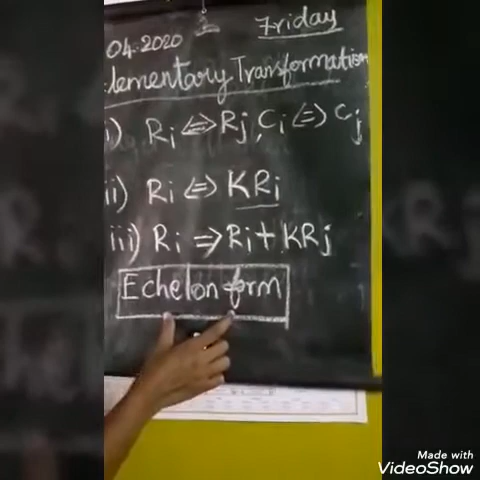 04.2020 Friday
lementary Transformation
i) Ri <=> Rj, Ci <=> Cj
ii) Ri <=> KRi
iii) Ri => Ri + KRj
Echelon form
Made with
VideoShow